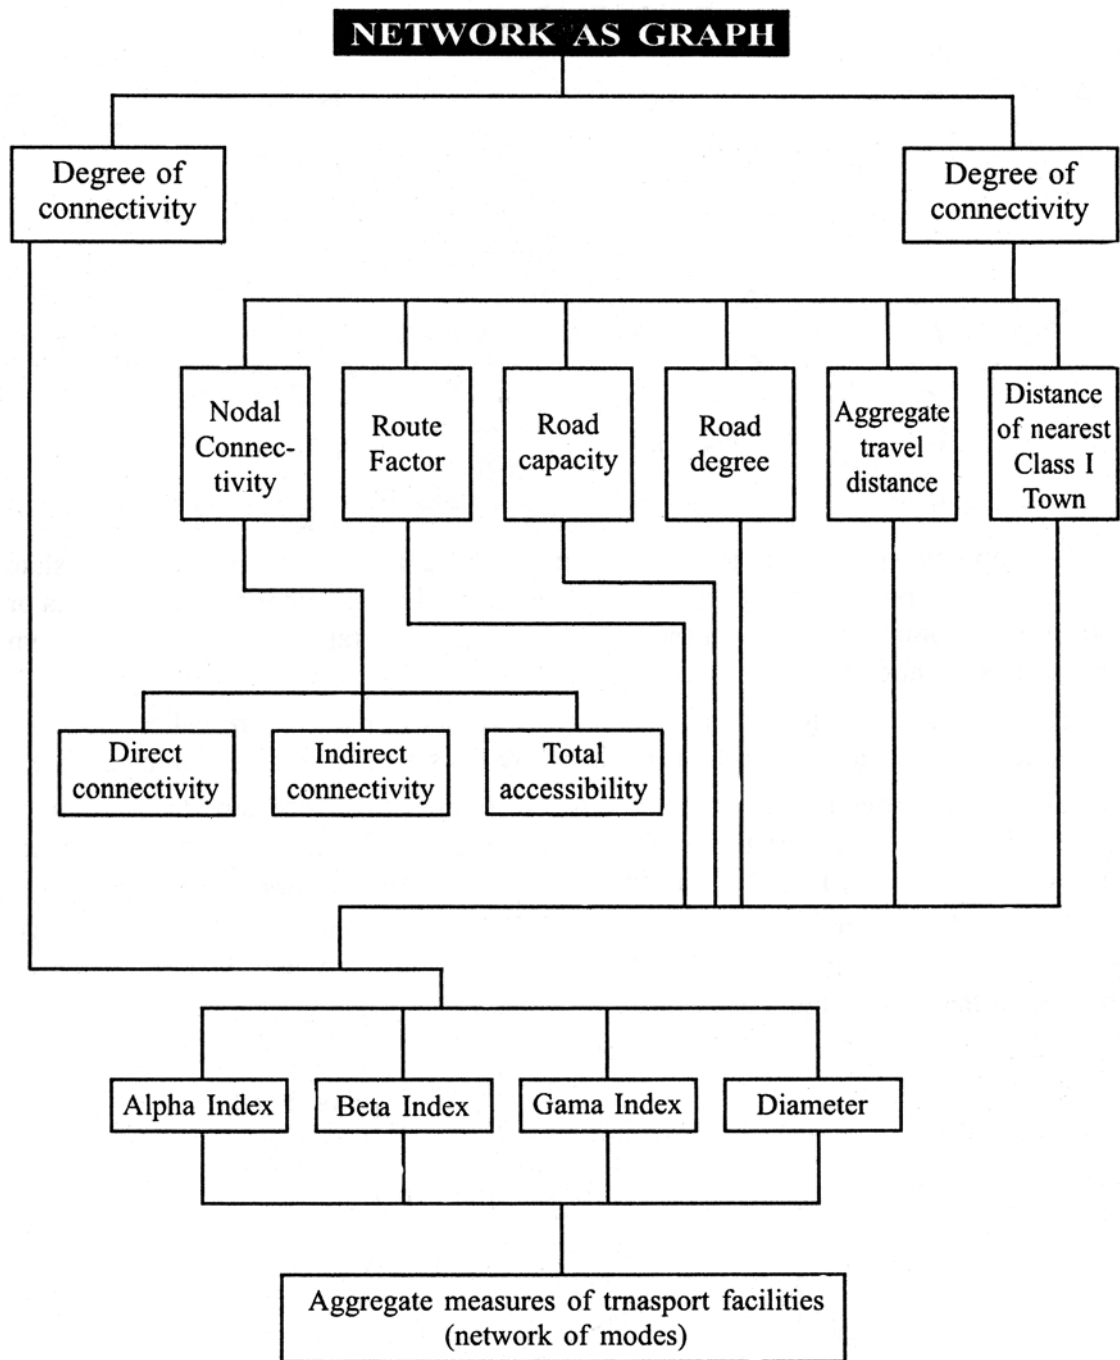 NETWORK AS GRAPH
Degree of
connectivity
Degree of
connectivity
Nodal
Connec-
tivity
Route
Factor
Road
capacity
Road
degree
Aggregate
travel
distance
Distance
of nearest
Class I
Town
Direct
connectivity
Indirect
connectivity
Total
accessibility
Alpha Index
Beta Index
Gama Index
Diameter
Aggregate measures of trnasport facilities
(network of modes)